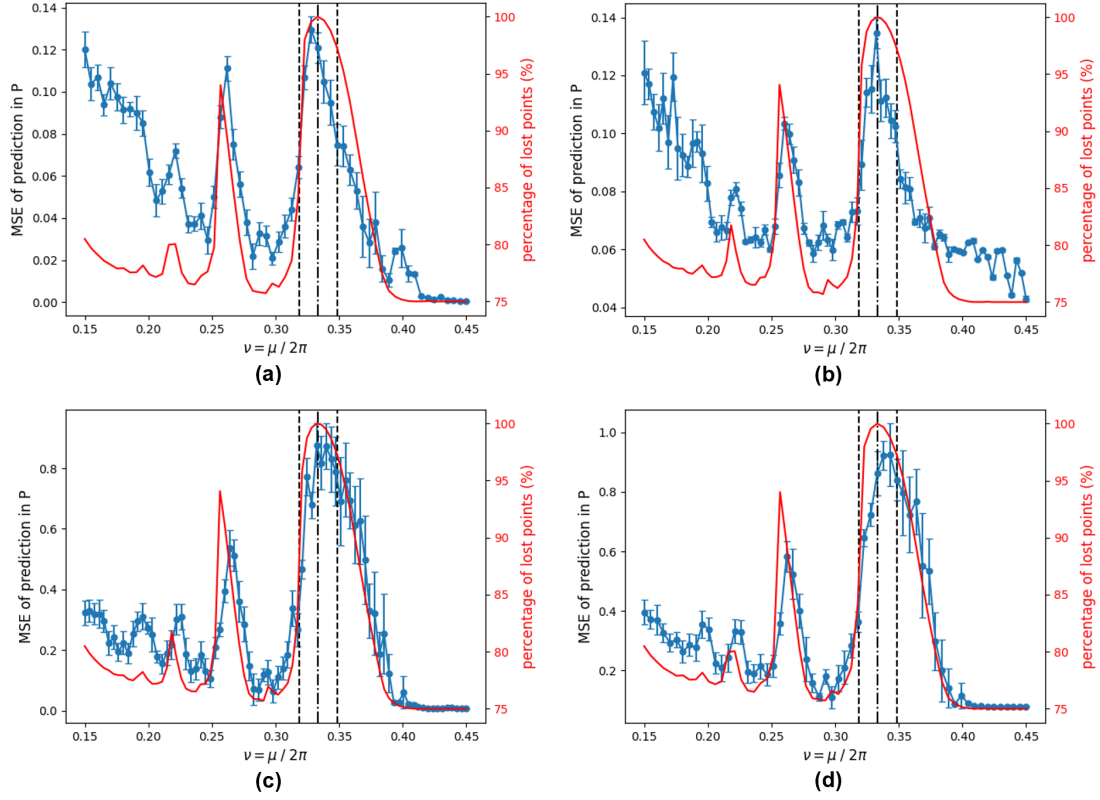 0.14
0.12
0.10
0.08
0.06
0.04
0.02
0.00
MSE of prediction in P
100
95
90
85
80
75
percentage of lost points (%)
0.15 0.20 0.25 0.30 0.35 0.40 0.45
ν = μ / 2π
(a)
0.14
0.12
0.10
0.08
0.06
0.04
MSE of prediction in P
100
95
90
85
80
75
percentage of lost points (%)
0.15 0.20 0.25 0.30 0.35 0.40 0.45
ν = μ / 2π
(b)
0.8
0.6
0.4
0.2
0.0
MSE of prediction in P
100
95
90
85
80
75
percentage of lost points (%)
0.15 0.20 0.25 0.30 0.35 0.40 0.45
ν = μ / 2π
(c)
1.0
0.8
0.6
0.4
0.2
MSE of prediction in P
100
95
90
85
80
75
percentage of lost points (%)
0.15 0.20 0.25 0.30 0.35 0.40 0.45
ν = μ / 2π
(d)